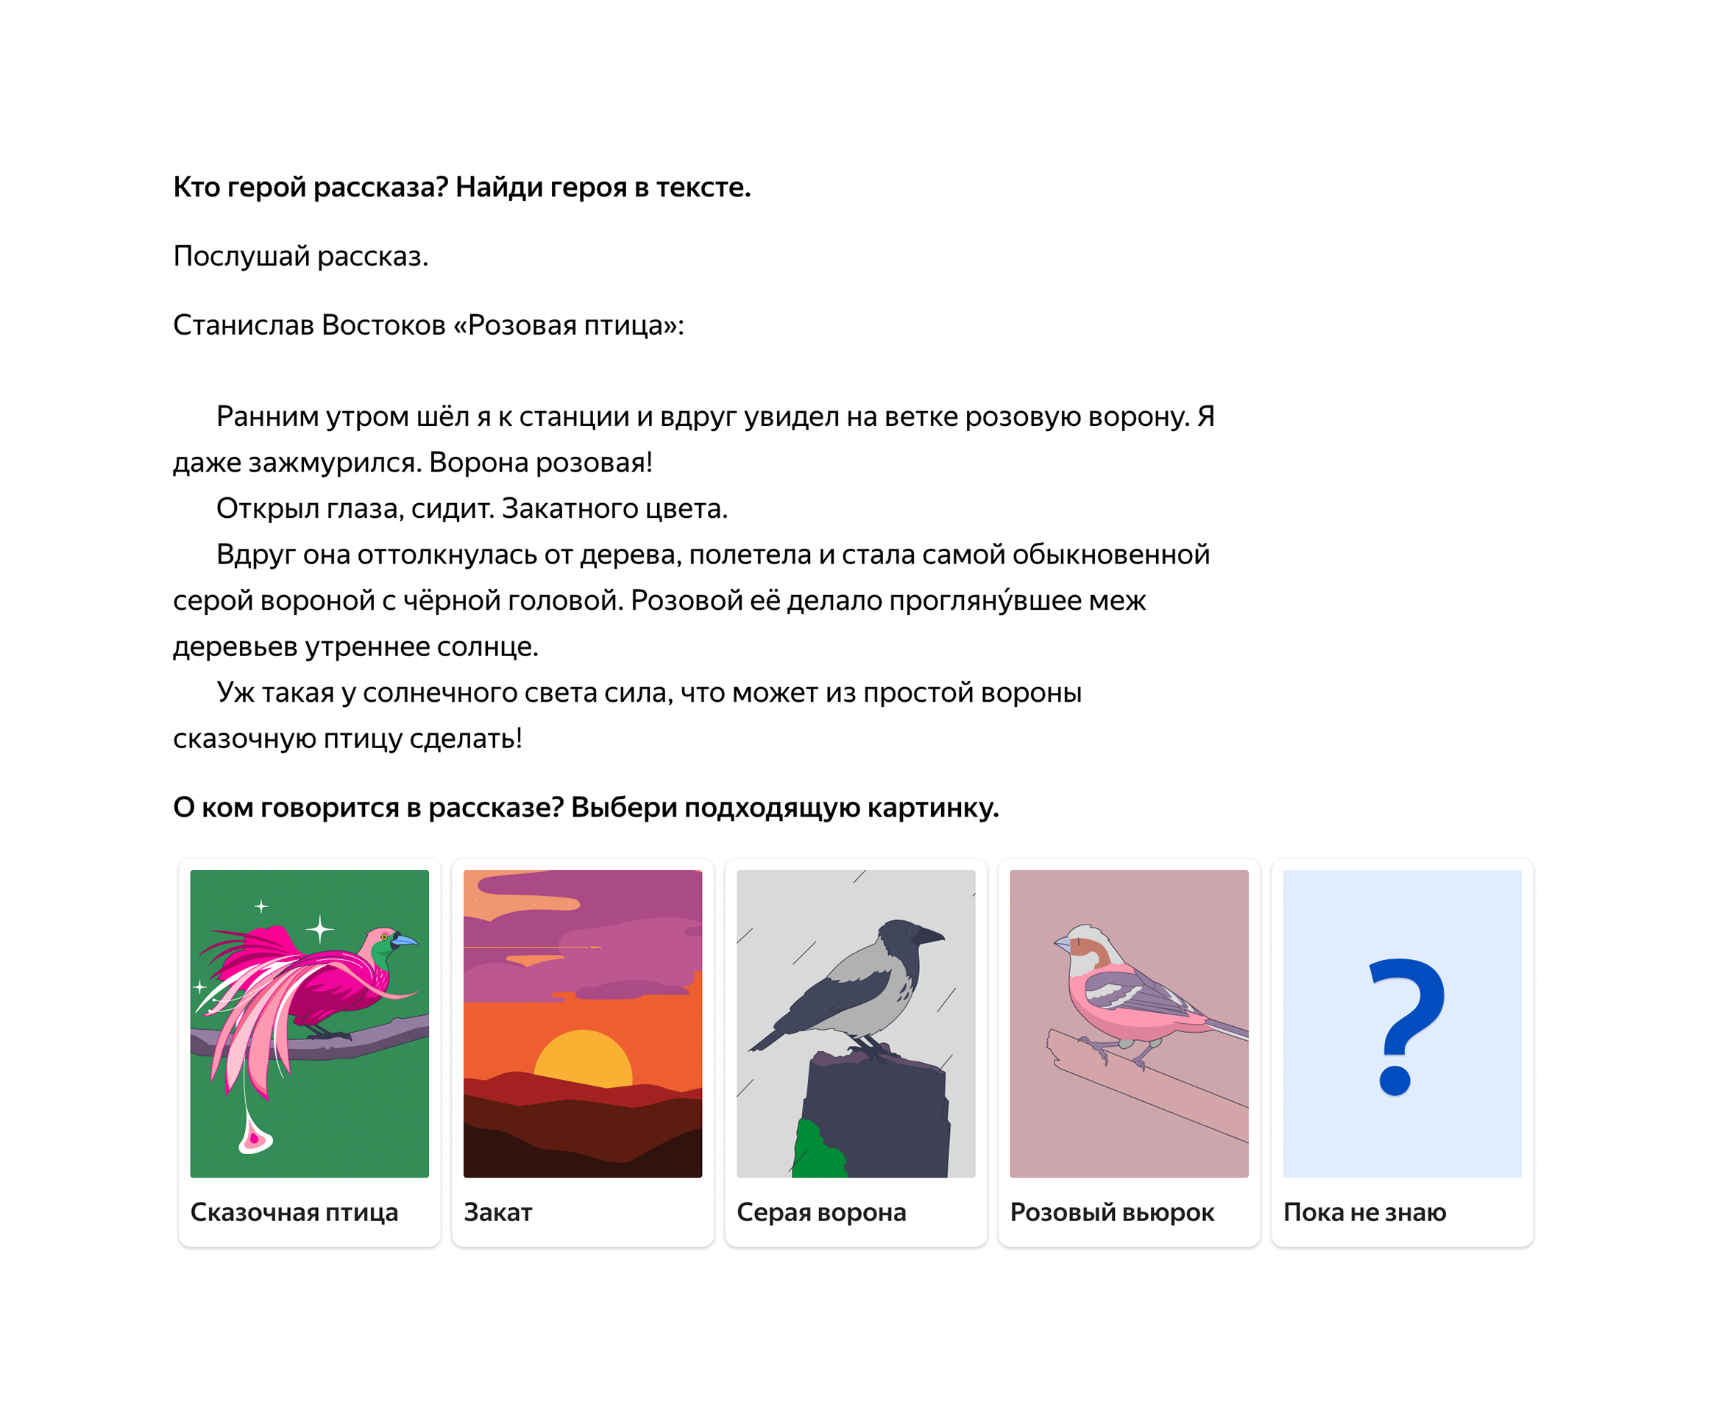 Кто герой рассказа? Найди героя в тексте.
Послушай рассказ.
Станислав Востоков «Розовая птица»:
Ранним утром шёл я к станции и вдруг увидел на ветке розовую ворону. Я
даже зажмурился. Ворона розовая!
Открыл глаза, сидит. Закатного цвета.
Вдруг она оттолкнулась от дерева, полетела и стала самой обыкновенной
серой вороной с чёрной головой. Розовой её делало прогляну́вшее меж
деревьев утреннее солнце.
Уж такая у солнечного света сила, что может из простой вороны
сказочную птицу сделать!
О ком говорится в рассказе? Выбери подходящую картинку.
?
Сказочная птица
Закат
Серая ворона
Розовый вьюрок
Пока не знаю